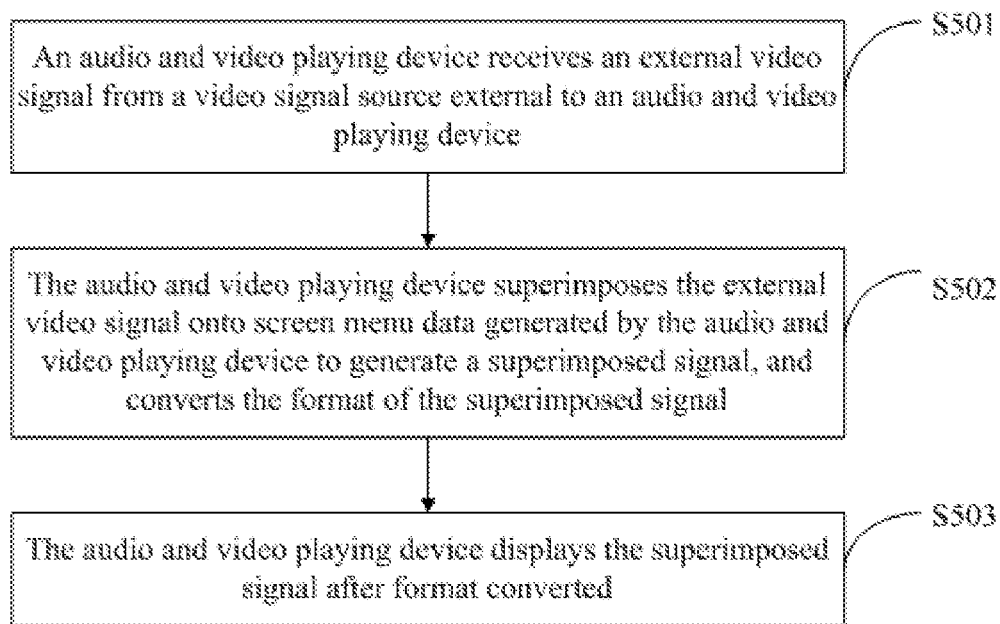 S501
An audio and video playing device receives an external video
signal from a video signal source external to an audio and video
playing device
S502
The audio and video playing device superimposes the external
video signal onto screen menu data generated by the audio and
video playing device to generate a superimposed signal, and
converts the format of the superimposed signal
S503
The audio and video playing device displays the superimposed
signal after format converted